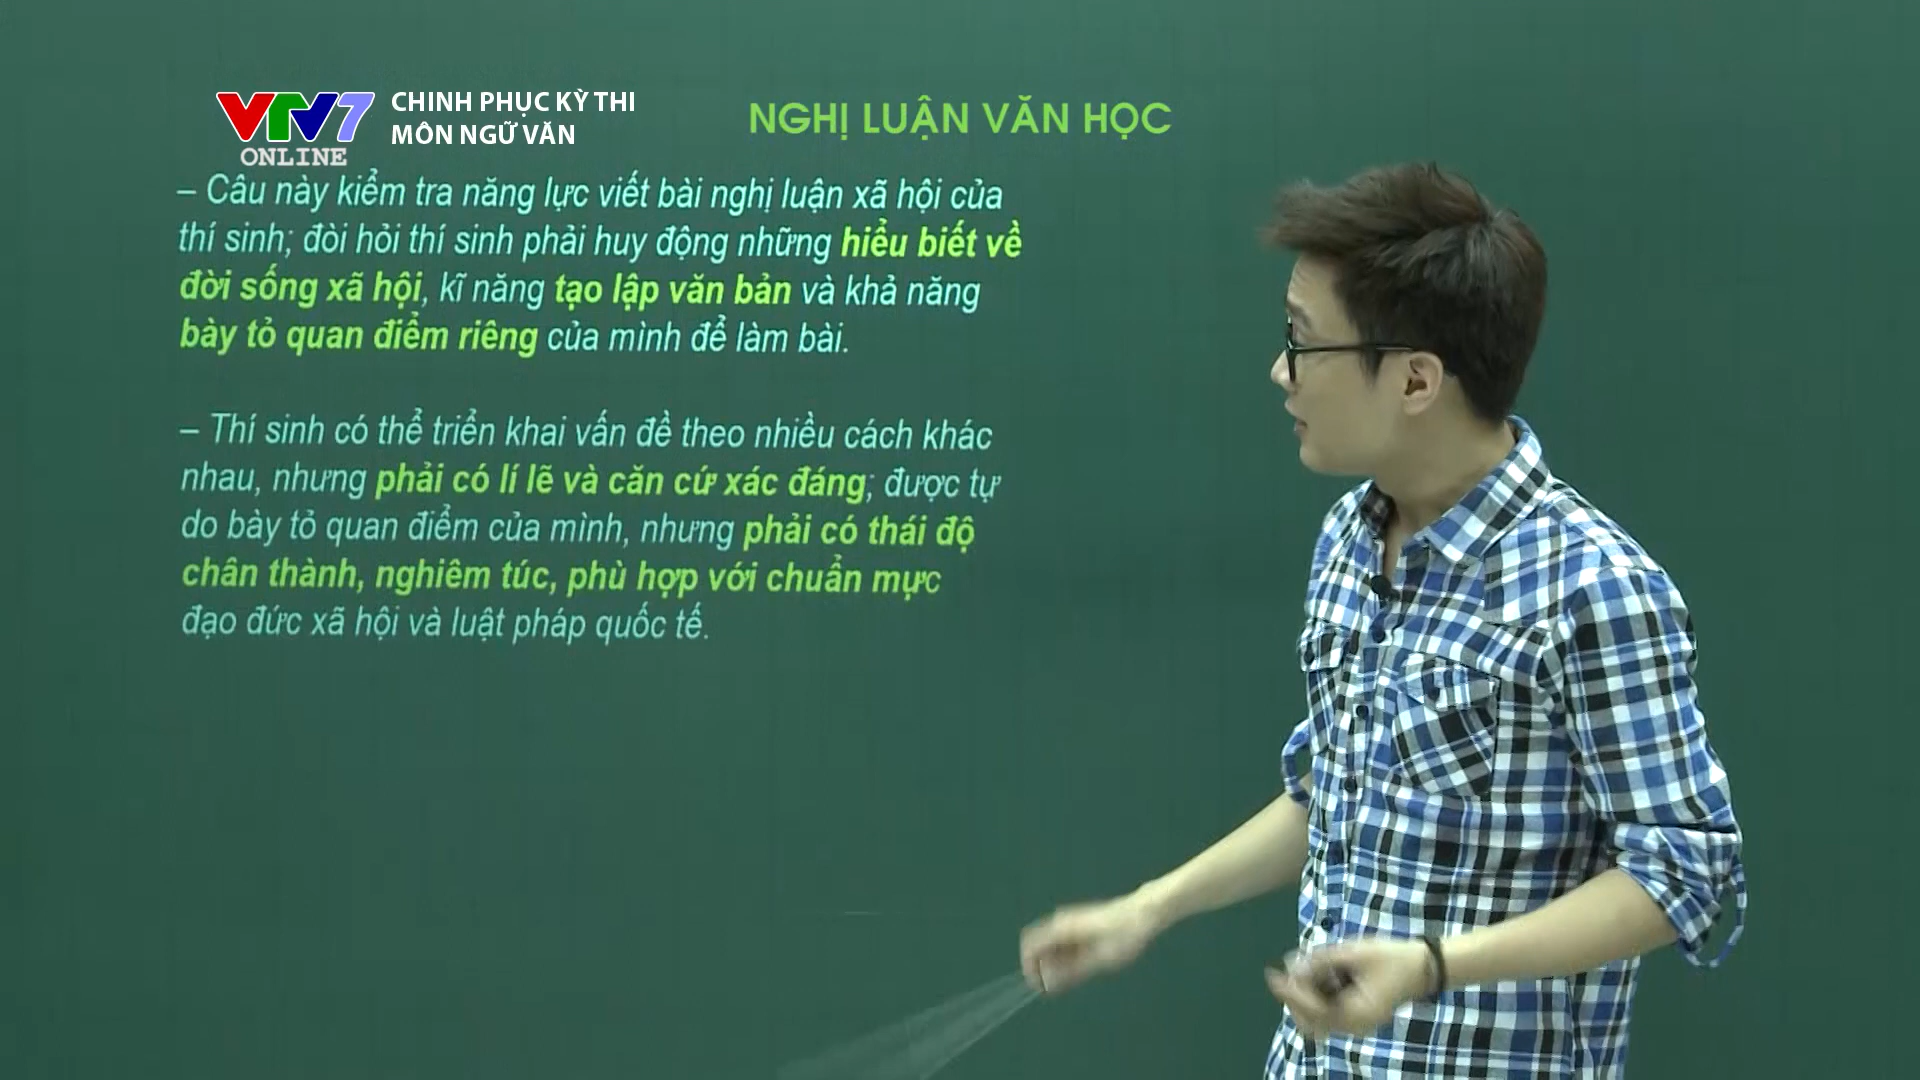 VTV7
ONLINE
CHINH PHỤC KỲ THI
MÔN NGỮ VĂN
NGHỊ LUẬN VĂN HỌC
– Câu này kiểm tra năng lực viết bài nghị luận xã hội của
thí sinh; đòi hỏi thí sinh phải huy động những hiểu biết về
đời sống xã hội, kĩ năng tạo lập văn bản và khả năng
bày tỏ quan điểm riêng của mình để làm bài.
– Thí sinh có thể triển khai vấn đề theo nhiều cách khác
nhau, nhưng phải có lí lẽ và căn cứ xác đáng; được tự
do bày tỏ quan điểm của mình, nhưng phải có thái độ
chân thành, nghiêm túc, phù hợp với chuẩn mực
đạo đức xã hội và luật pháp quốc tế.